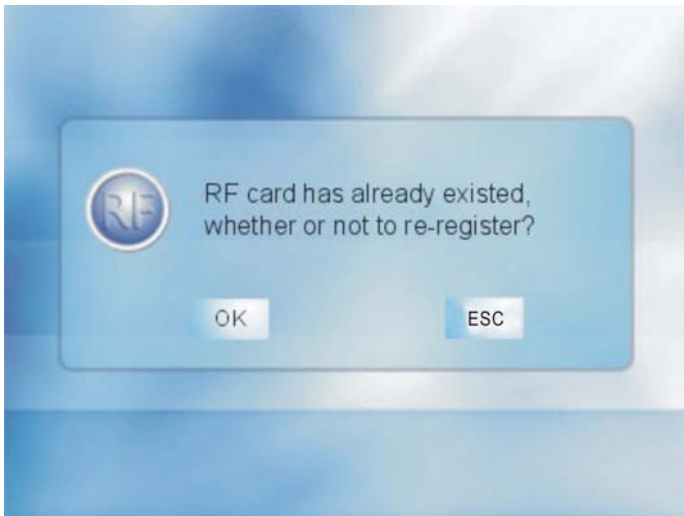 RF
RF card has already existed,
whether or not to re-register?
OK
ESC